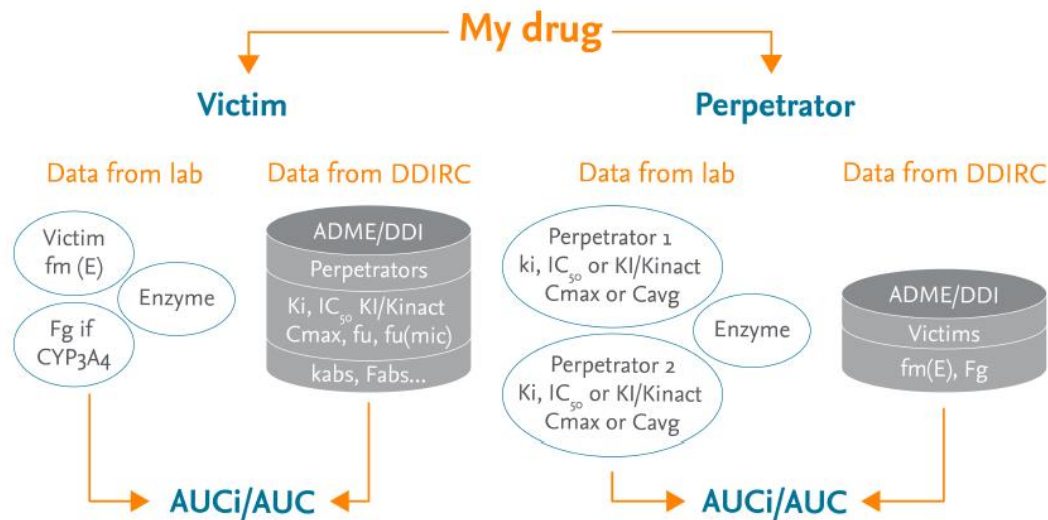 My drug
Victim
Perpetrator
Data from lab
Data from DDIRC
Data from lab
Data from DDIRC
Victim
fm (E)
Enzyme
Fg if
CYP3A4
ADME/DDI
Perpetrators
Ki, IC50 KI/Kinact
Cmax, fu, fu(mic)
kabs, Fabs...
Perpetrator 1
ki, IC50 or KI/Kinact
Cmax or Cavg
Enzyme
Perpetrator 2
Ki, IC50 or KI/Kinact
Cmax or Cavg
ADME/DDI
Victims
fm(E), Fg
AUCi/AUC
AUCi/AUC